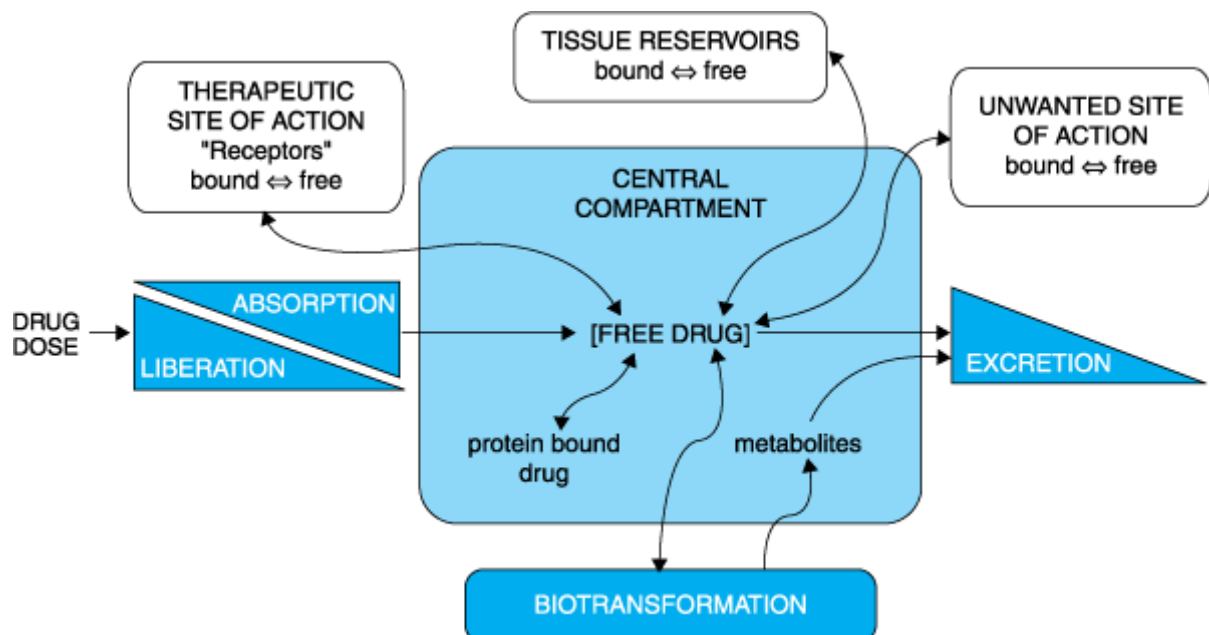 TISSUE RESERVOIRS
bound ⇔ free
THERAPEUTIC
SITE OF ACTION
"Receptors"
bound ⇔ free
UNWANTED SITE
OF ACTION
bound ⇔ free
CENTRAL
COMPARTMENT
DRUG
DOSE
ABSORPTION
LIBERATION
[FREE DRUG]
EXCRETION
protein bound
drug
metabolites
BIOTRANSFORMATION